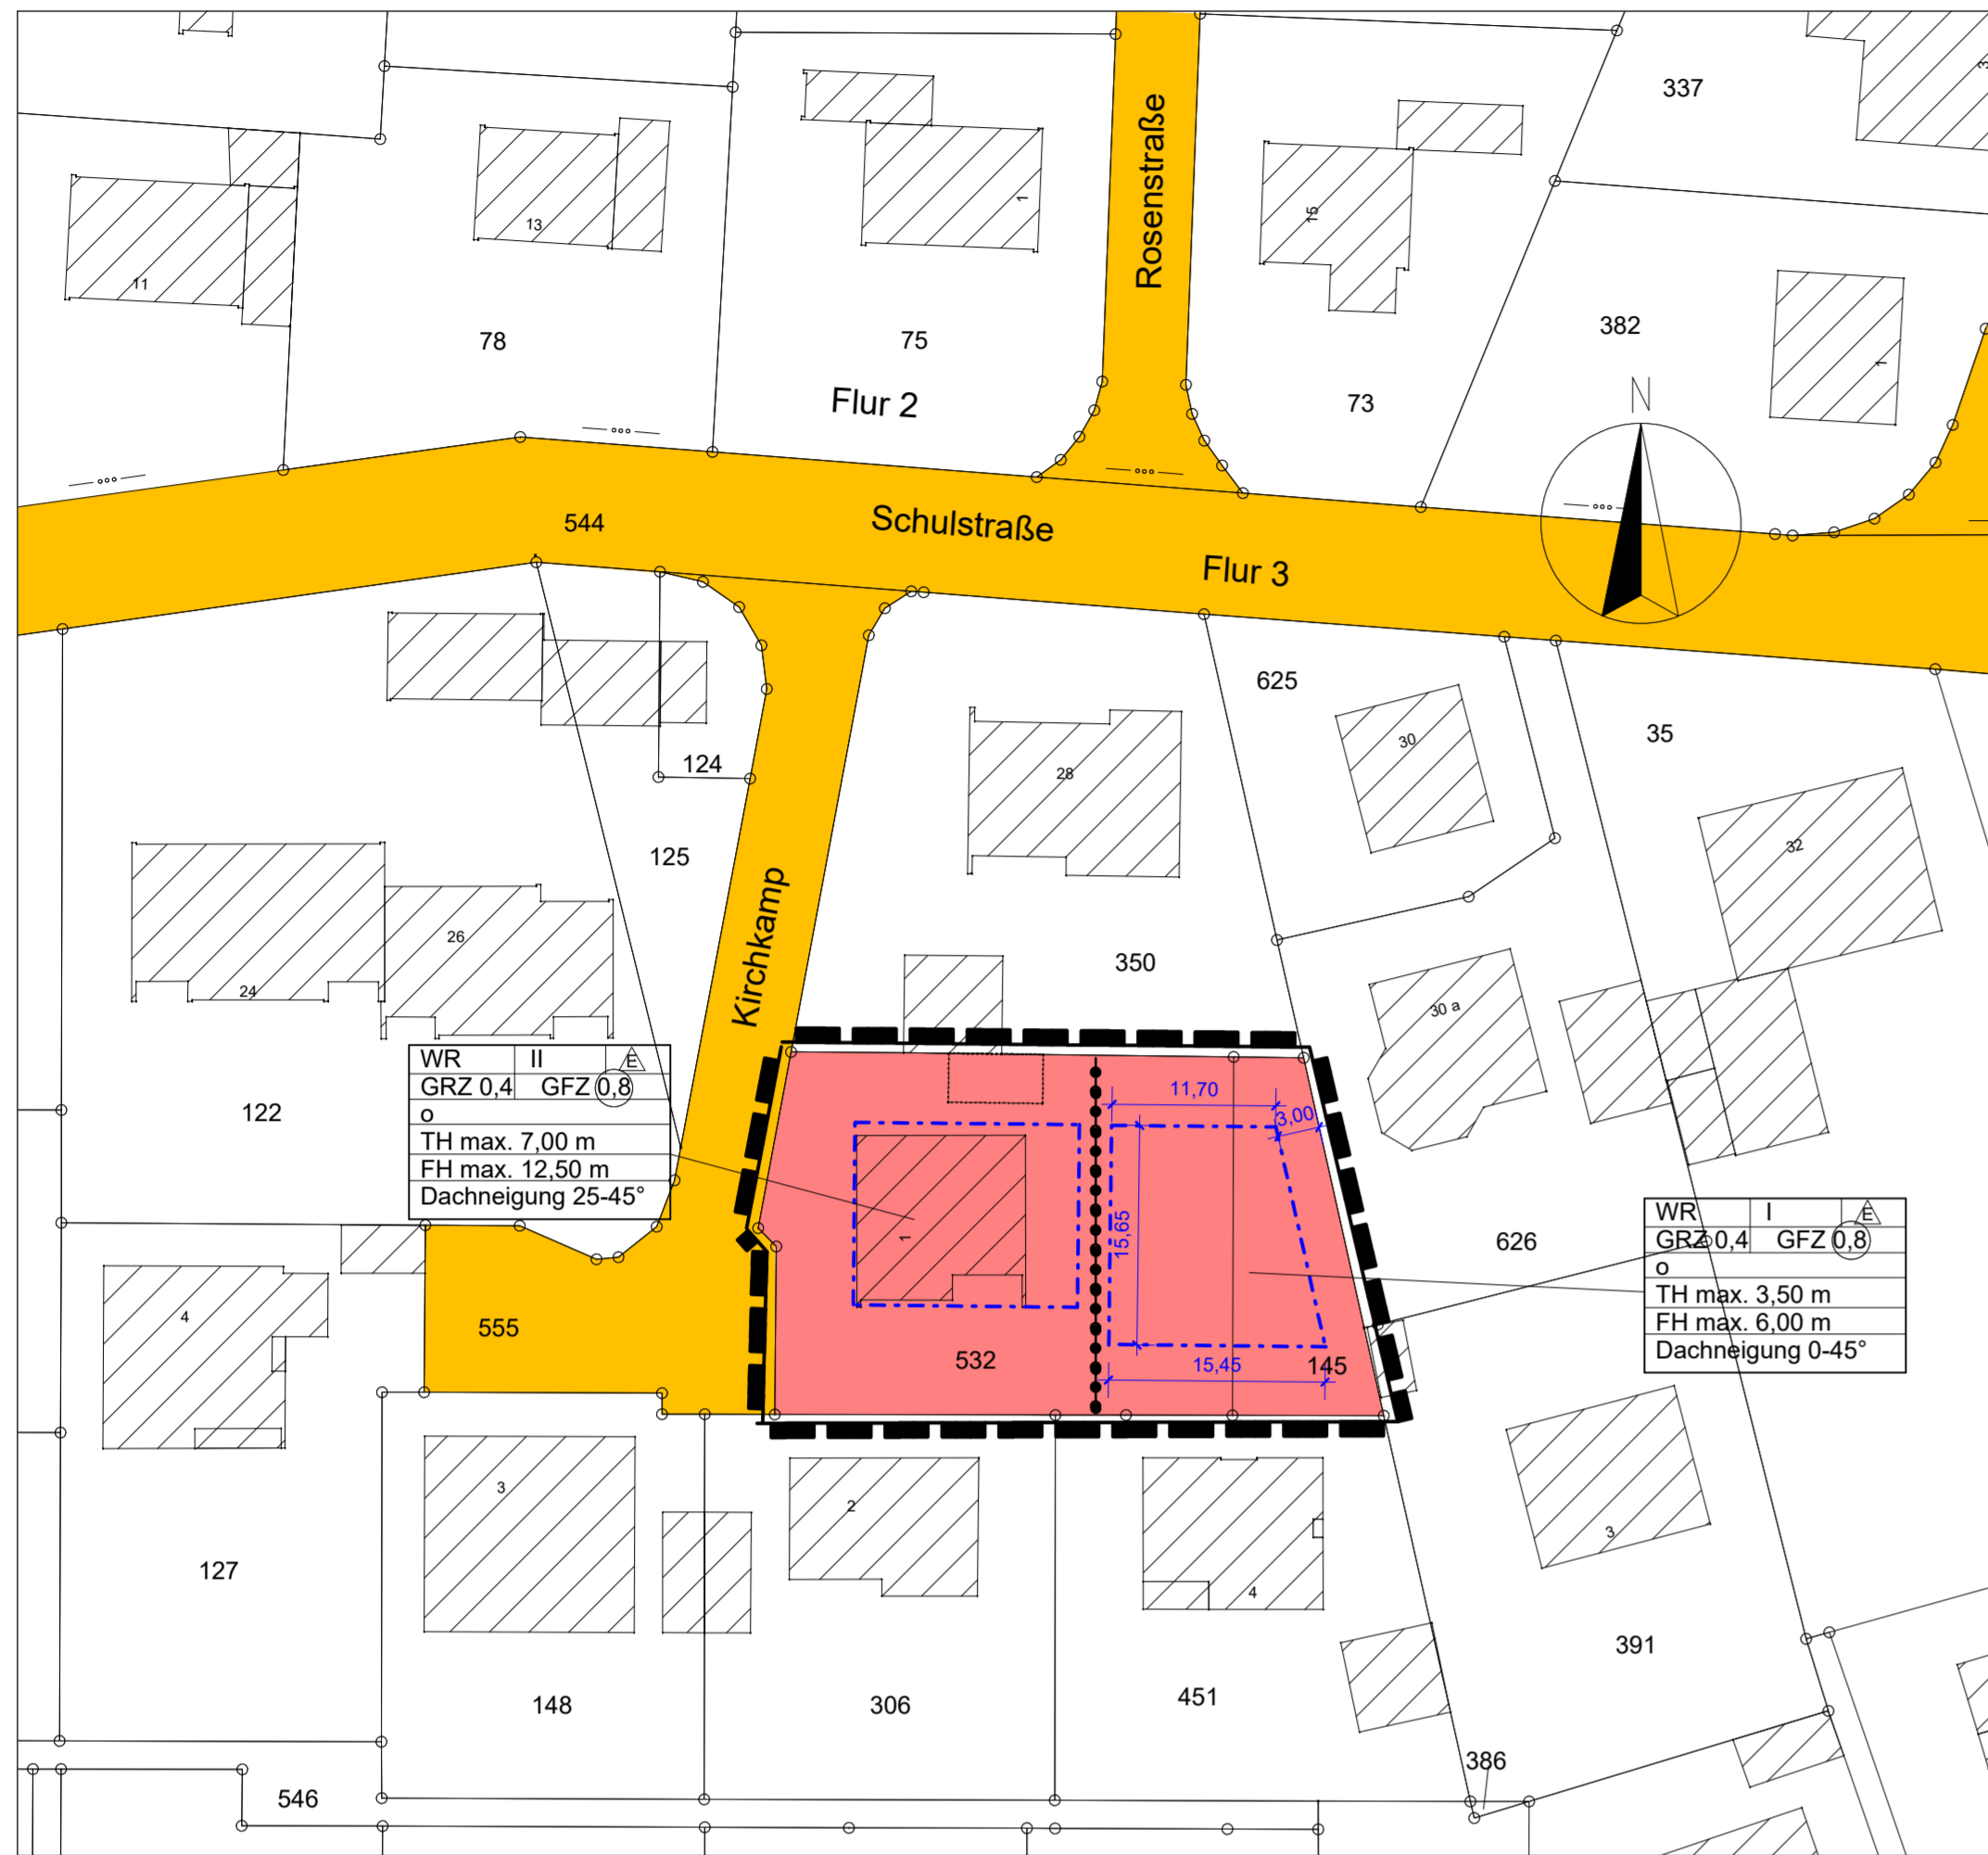 337
3
Rosenstraße
13
1
15
11
78
75
382
1
Flur 2
73
N
544
Schulstraße
Flur 3
625
30
35
124
28
32
125
26
Kirchkamp
350
24
30 a
WR II E
GRZ 0,4 GFZ 0,8
o
TH max. 7,00 m
FH max. 12,50 m
Dachneigung 25-45°
122
11,70
3,00
15,65
1
626
WR I E
GRZ 0,4 GFZ 0,8
o
TH max. 3,50 m
FH max. 6,00 m
Dachneigung 0-45°
4
555
532
15,45
145
3
2
4
3
127
391
148
306
451
386
546